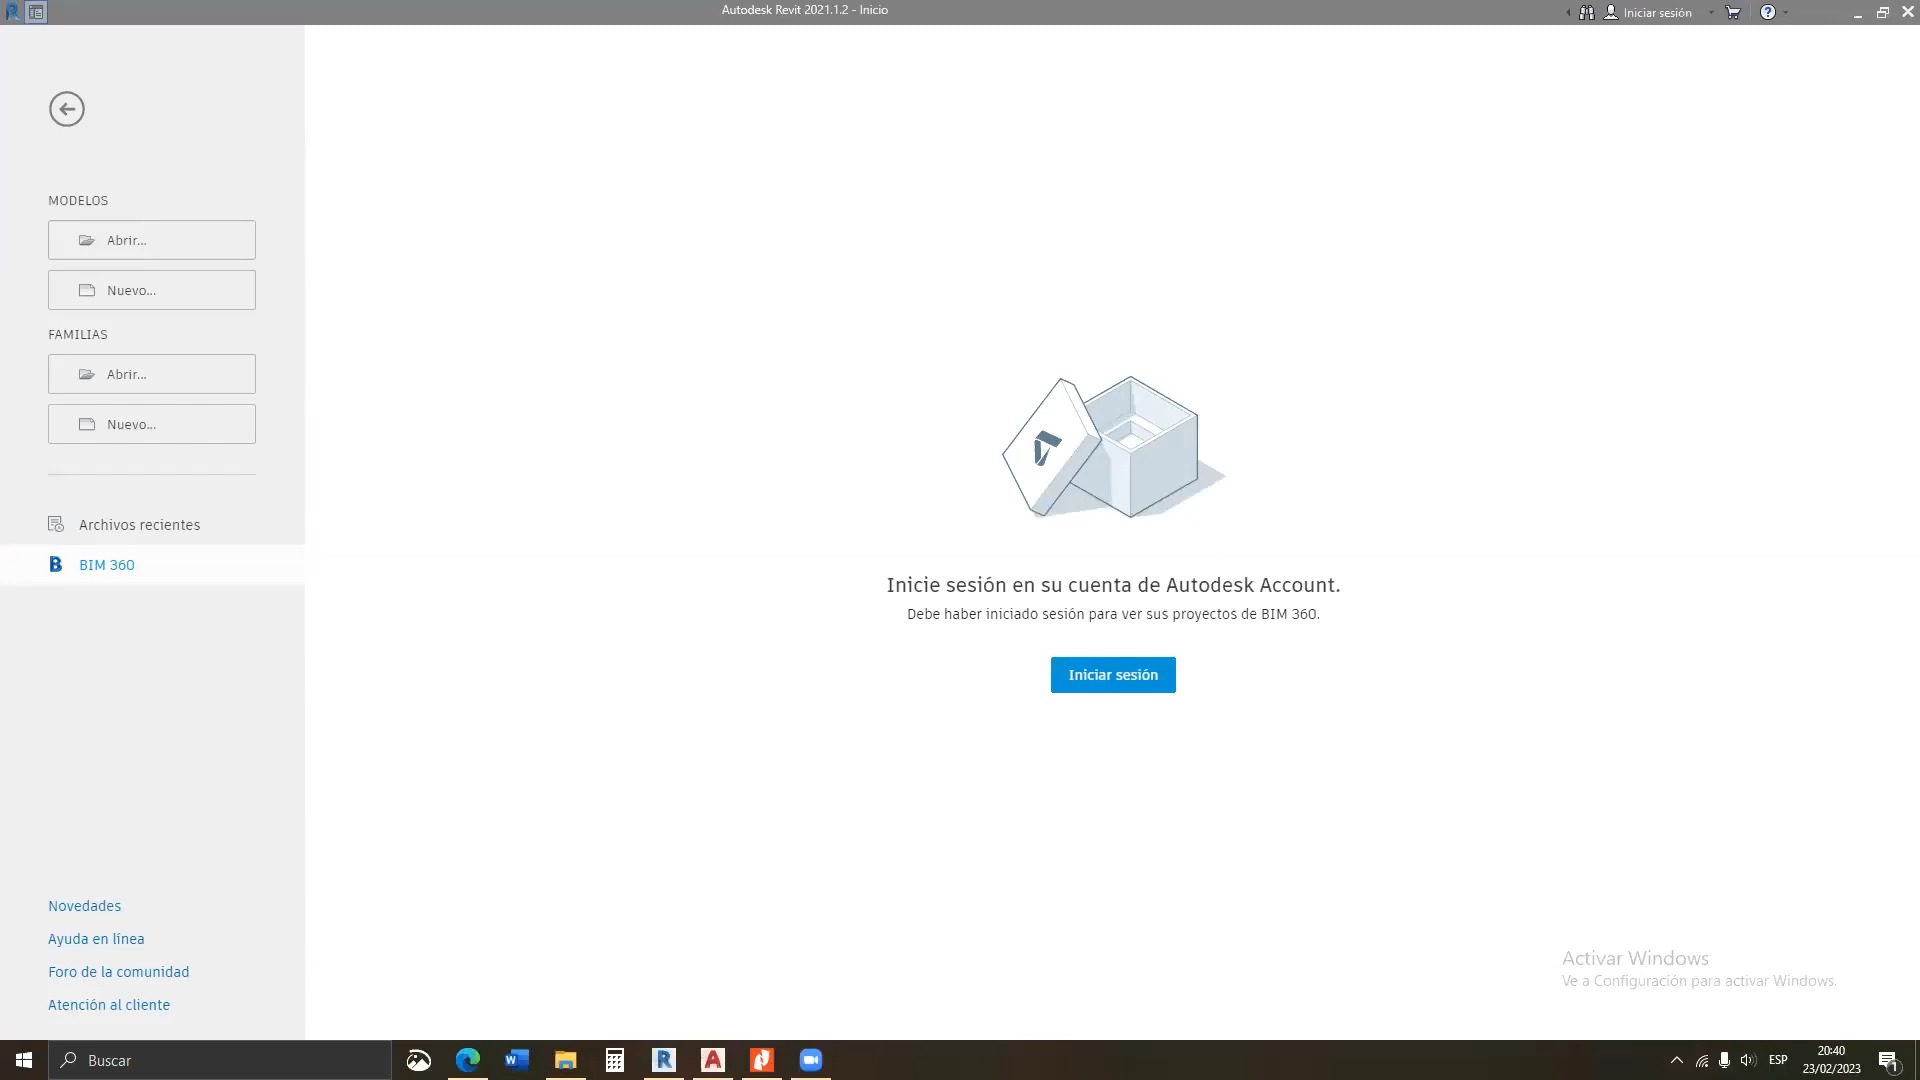 Autodesk Revit 2021.1.2 - Inicio
Iniciar sesión
MODELOS
Abrir...
Nuevo...
FAMILIAS
Abrir...
Nuevo...
Archivos recientes
BIM 360
Inicie sesión en su cuenta de Autodesk Account.
Debe haber iniciado sesión para ver sus proyectos de BIM 360.
Iniciar sesión
Novedades
Ayuda en línea
Foro de la comunidad
Atención al cliente
Activar Windows
Ve a Configuración para activar Windows.
Buscar
ESP
20:40
23/02/2023
1